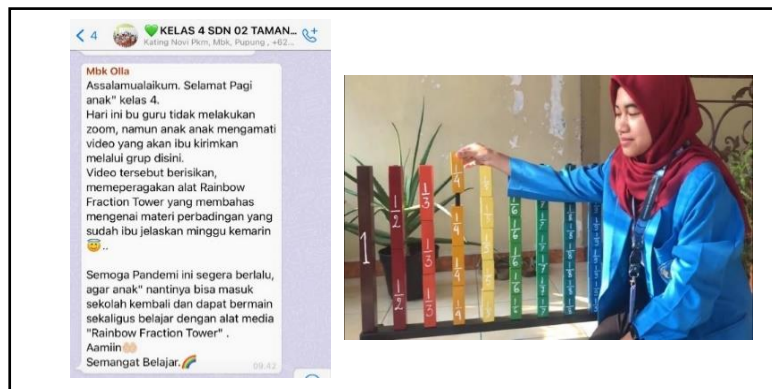 4
KELAS 4 SDN 02 TAMAN...
Kating Novi Pkm, Mbk, Pupung , +62...
Mbk Olla
Assalamualaikum. Selamat Pagi
anak" kelas 4.
Hari ini bu guru tidak melakukan
zoom, namun anak anak mengamati
video yang akan ibu kirimkan
melalui grup disini.
Video tersebut berisikan,
memeperagakan alat Rainbow
Fraction Tower yang membahas
mengenai materi perbadingan yang
sudah ibu jelaskan minggu kemarin
😇..
Semoga Pandemi ini segera berlalu,
agar anak" nantinya bisa masuk
sekolah kembali dan dapat bermain
sekaligus belajar dengan alat media
"Rainbow Fraction Tower" .
Aamiin🤲🏻
Semangat Belajar.🌈
09.42
1
1/2
1/2
1/3
1/3
1/3
1/4
1/4
1/4
1/4